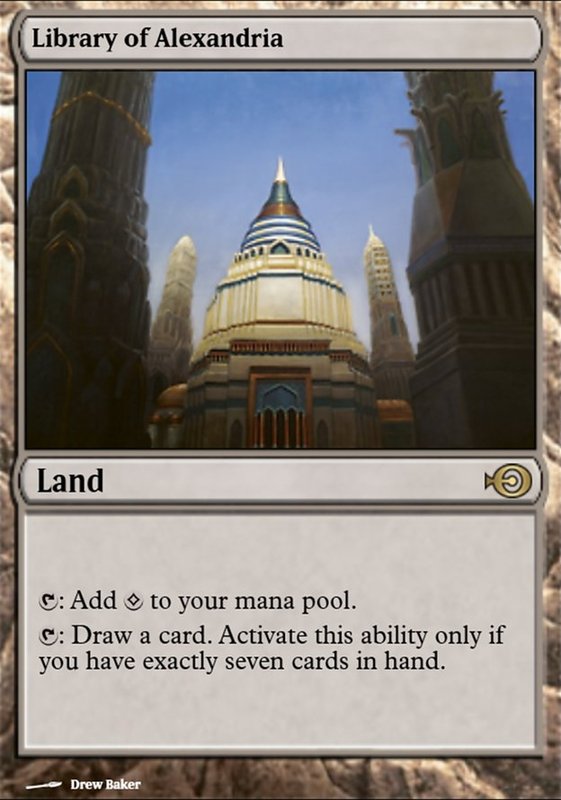 Library of Alexandria
Land
: Add to your mana pool.
: Draw a card. Activate this ability only if
you have exactly seven cards in hand.
Drew Baker